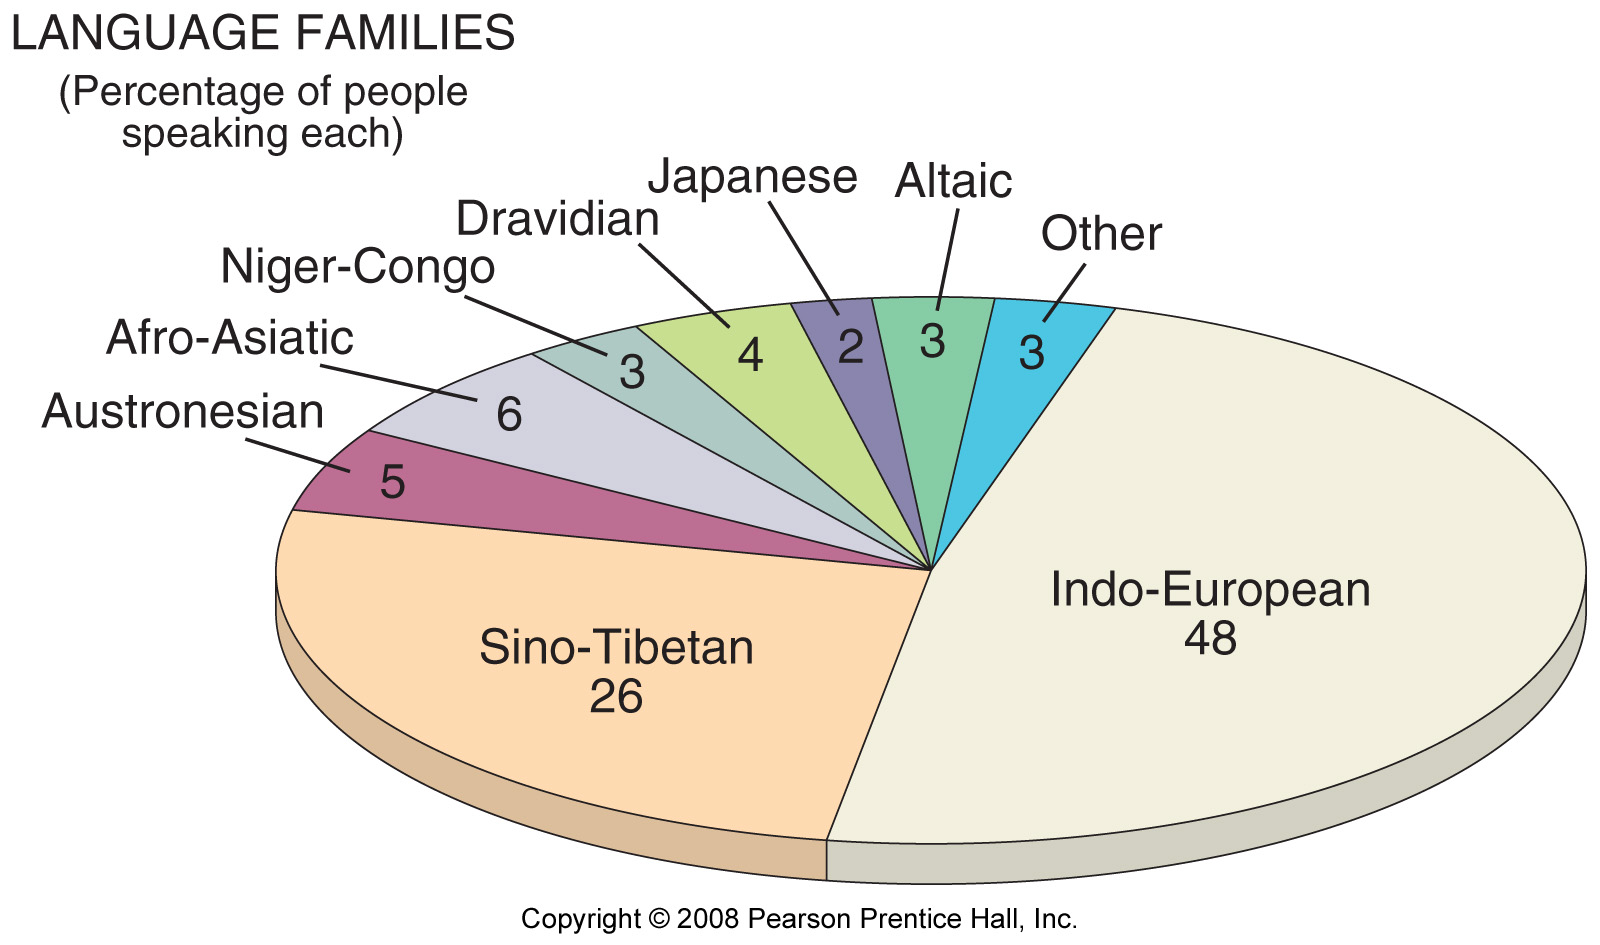 LANGUAGE FAMILIES
(Percentage of people
speaking each)
Japanese
Altaic
Dravidian
Other
Niger-Congo
Afro-Asiatic
Austronesian
5
6
3
4
2
3
3
Indo-European
48
Sino-Tibetan
26
Copyright © 2008 Pearson Prentice Hall, Inc.